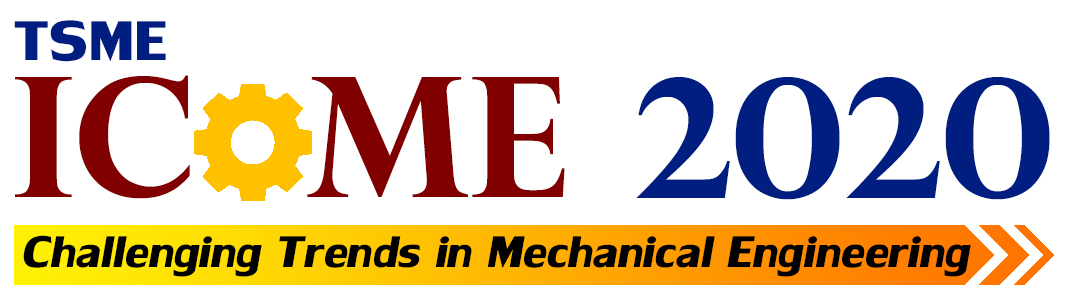 TSME
ICOME 2020
Challenging Trends in Mechanical Engineering